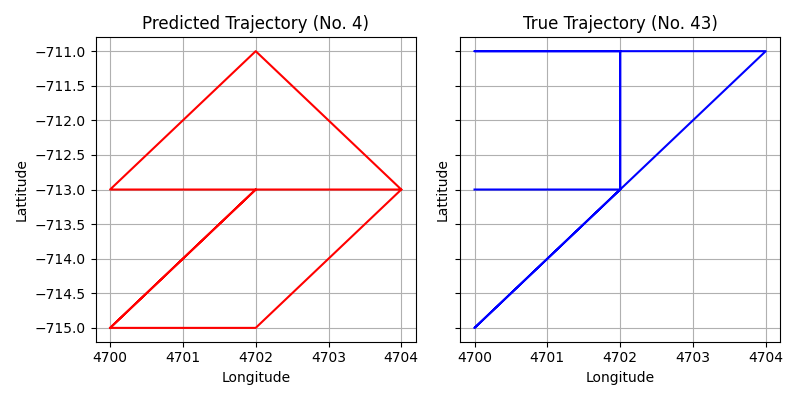 Predicted Trajectory (No. 4)
True Trajectory (No. 43)
−711.0
−711.5
−712.0
−712.5
−713.0
−713.5
−714.0
−714.5
−715.0
Lattitude
Lattitude
4700 4701 4702 4703 4704
4700 4701 4702 4703 4704
Longitude
Longitude